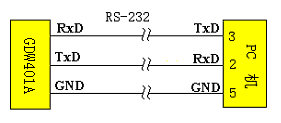 RS-232
GDW401A
RxD
TxD
3
TxD
RxD
2
GND
GND
5
PC 机